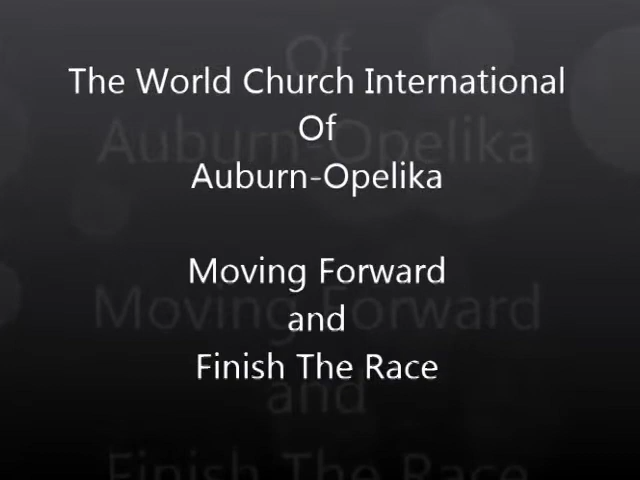 The World Church International
Of
Auburn-Opelika
Moving Forward
and
Finish The Race